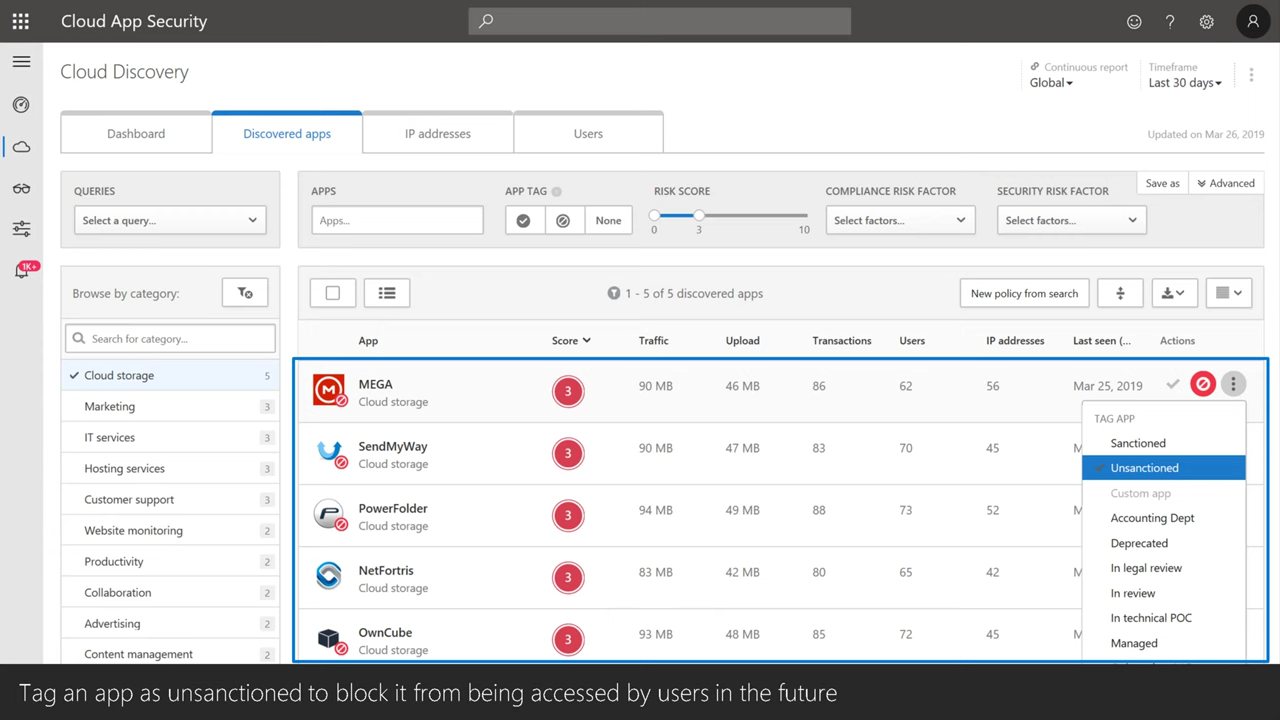 Cloud App Security
Cloud Discovery
Continuous report
Global
Timeframe
Last 30 days
Dashboard
Discovered apps
IP addresses
Users
Updated on Mar 26, 2019
1K+
QUERIES
Select a query...
APPS
Apps...
APP TAG
None
RISK SCORE
0
3
10
COMPLIANCE RISK FACTOR
Select factors...
SECURITY RISK FACTOR
Select factors...
Save as
Advanced
Browse by category:
Search for category...
Cloud storage 5
Marketing 3
IT services 3
Hosting services 3
Customer support 3
Website monitoring 2
Productivity 2
Collaboration 2
Advertising 2
Content management 2
1 - 5 of 5 discovered apps
New policy from search
App Score Traffic Upload Transactions Users IP addresses Last seen (... Actions
MEGA
Cloud storage
3 90 MB 46 MB 86 62 56 Mar 25, 2019
SendMyWay
Cloud storage
3 90 MB 47 MB 83 70 45
PowerFolder
Cloud storage
3 94 MB 49 MB 88 73 52
NetFortris
Cloud storage
3 83 MB 42 MB 80 65 42
OwnCube
Cloud storage
3 93 MB 48 MB 85 72 45
TAG APP
Sanctioned
Unsanctioned
Custom app
Accounting Dept
Deprecated
In legal review
In review
In technical POC
Managed
Tag an app as unsanctioned to block it from being accessed by users in the future